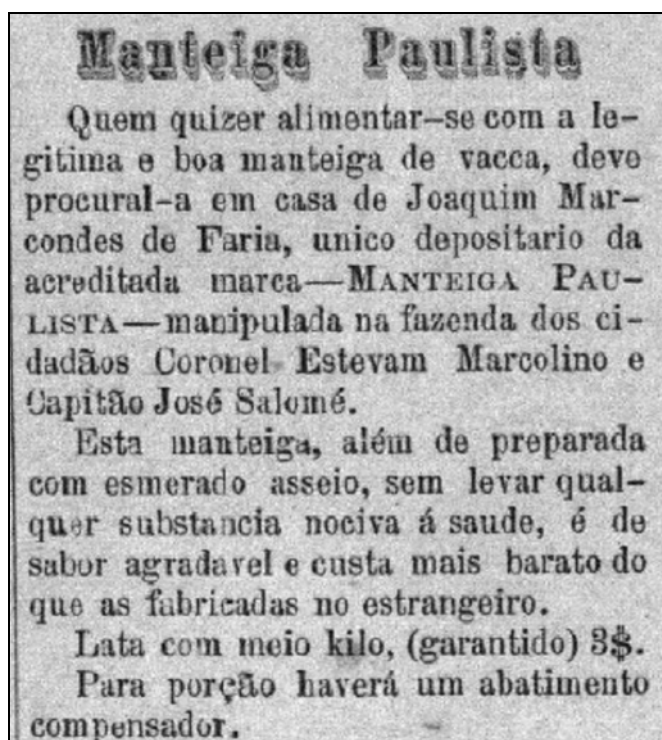 Manteiga Paulista
Quem quizer alimentar-se com a le-
gitima e boa manteiga de vacca, deve
procural-a em casa de Joaquim Mar-
condes de Faria, unico depositario da
acreditada marca—MANTEIGA PAU-
LISTA—manipulada na fazenda dos ci-
dadãos Coronel Estevam Marcolino e
Capitão José Salomé.
Esta manteiga, além de preparada
com esmerado asseio, sem levar qual-
quer substancia nociva á saude, é de
sabor agradavel e custa mais barato do
que as fabricadas no estrangeiro.
Lata com meio kilo, (garantido) 3$.
Para porção haverá um abatimento
compensador.